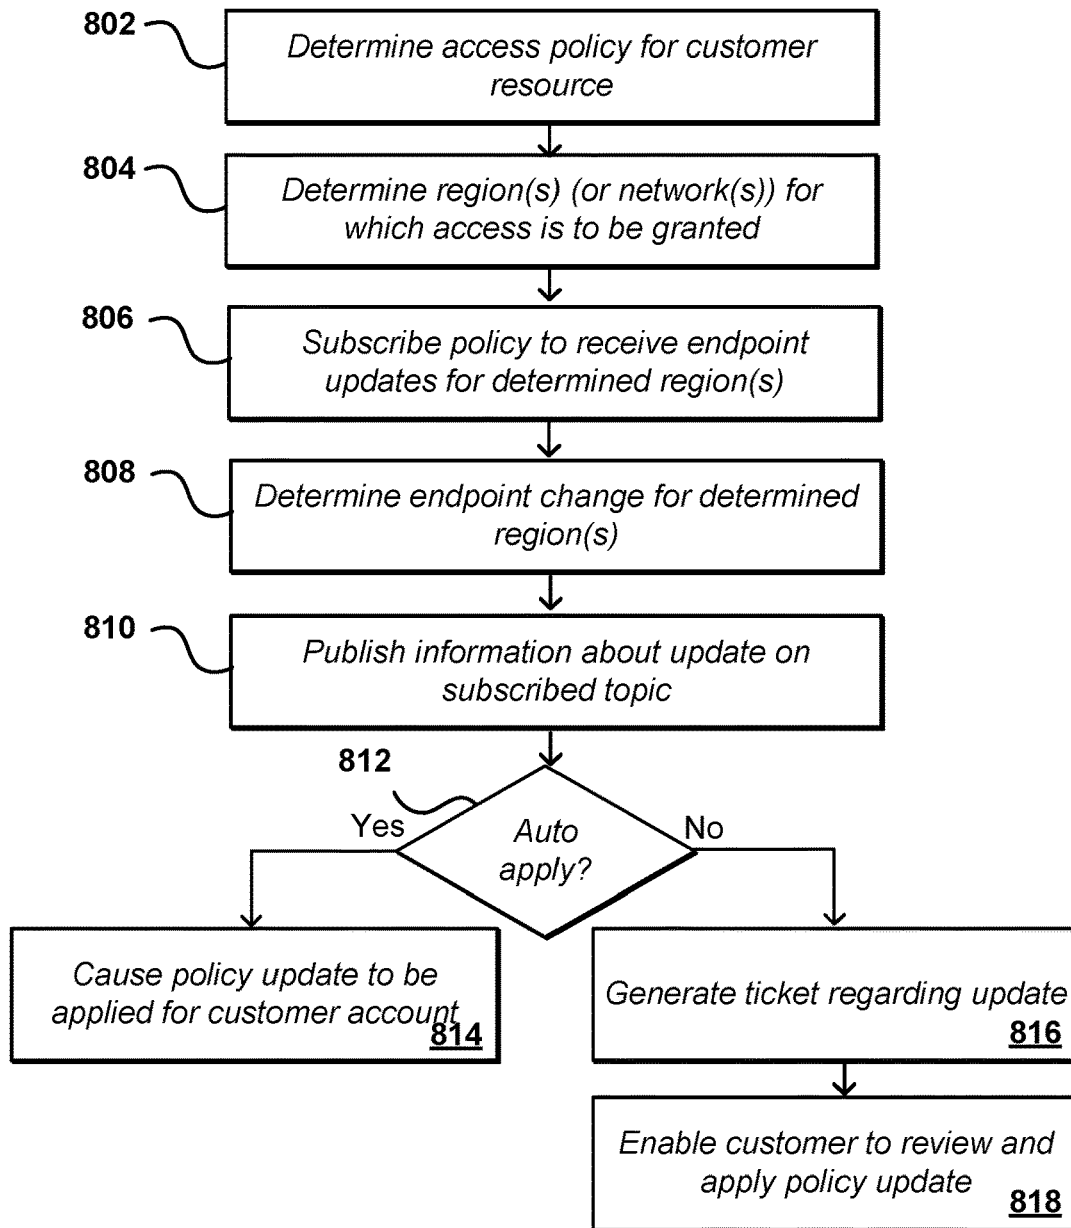 802
Determine access policy for customer
resource
804
Determine region(s) (or network(s)) for
which access is to be granted
806
Subscribe policy to receive endpoint
updates for determined region(s)
808
Determine endpoint change for determined
region(s)
810
Publish information about update on
subscribed topic
812
Yes
Auto
apply?
No
Cause policy update to be
applied for customer account
814
Generate ticket regarding update
816
Enable customer to review and
apply policy update
818